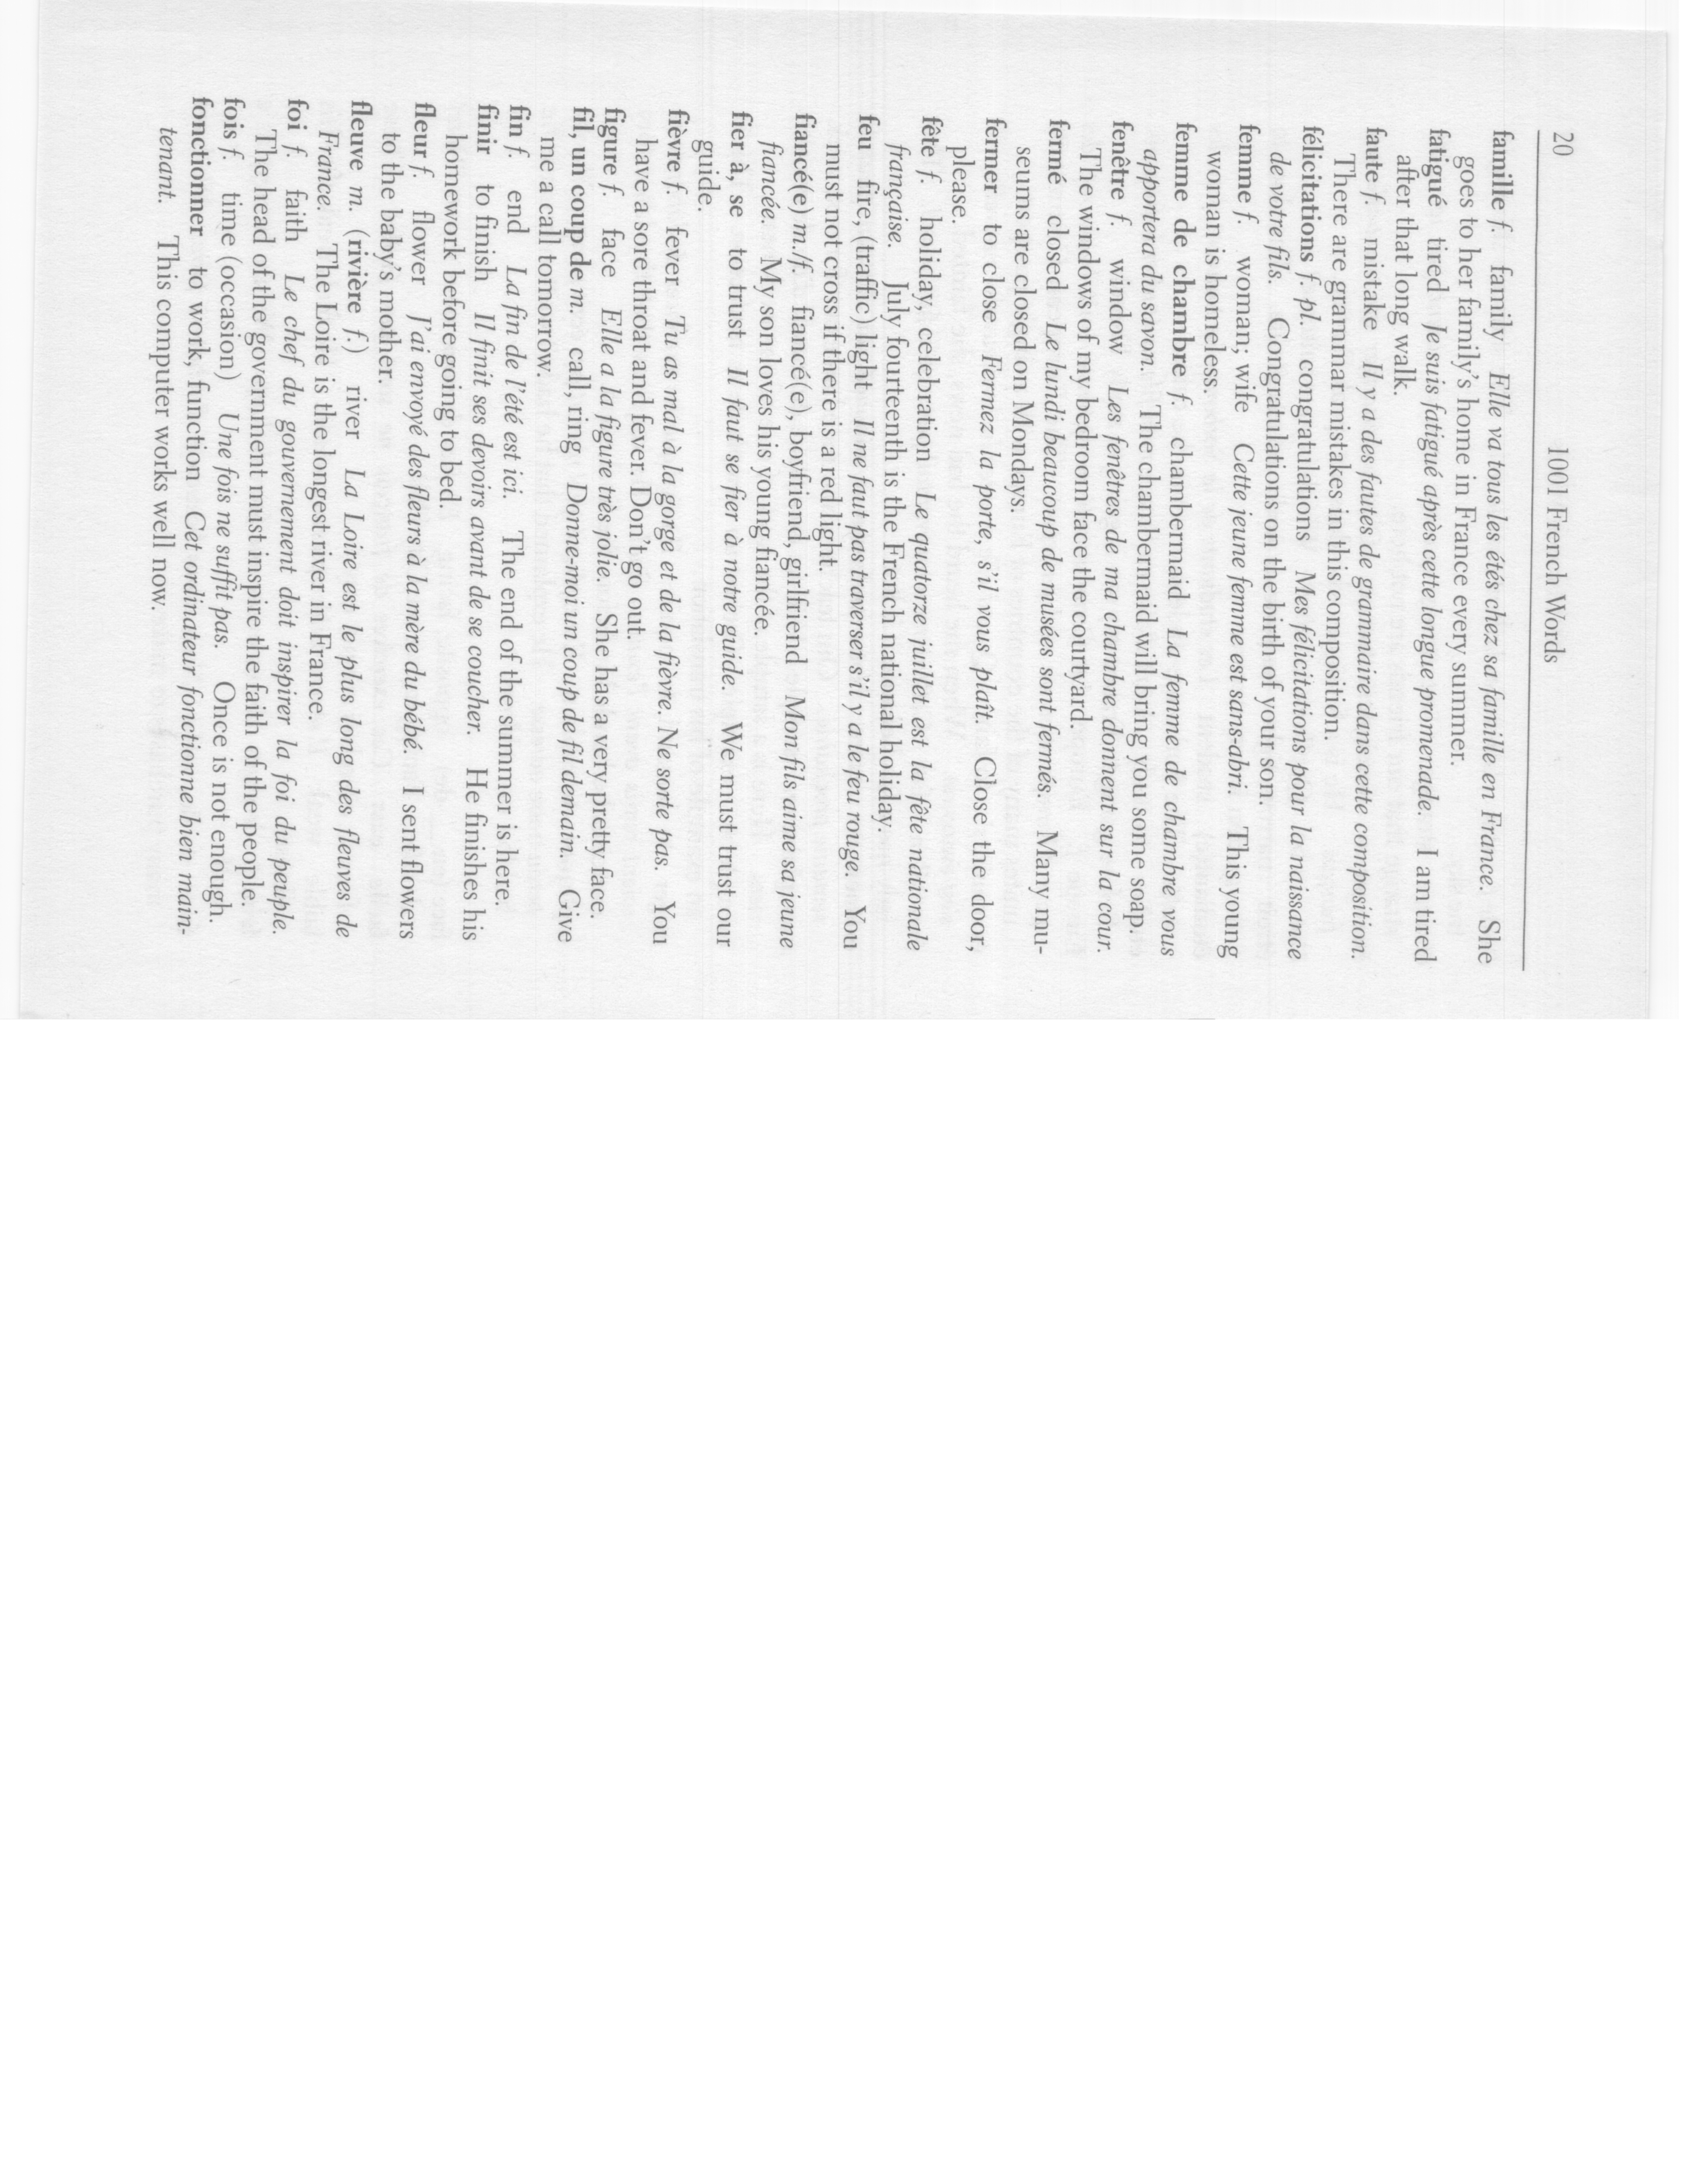 20 1001 French Words
famille f. family Elle va tous les étés chez sa famille en France. She
goes to her family's home in France every summer.
fatigué tired Je suis fatigué après cette longue promenade. I am tired
after that long walk.
faute f. mistake Il y a des fautes de grammaire dans cette composition.
There are grammar mistakes in this composition.
félicitations f. pl. congratulations Mes félicitations pour la naissance
de votre fils. Congratulations on the birth of your son.
femme f. woman; wife Cette jeune femme est sans-abri. This young
woman is homeless.
femme de chambre f. chambermaid La femme de chambre vous
apportera du savon. The chambermaid will bring you some soap.
fenêtre f. window Les fenêtres de ma chambre donnent sur la cour.
The windows of my bedroom face the courtyard.
fermé closed Le lundi beaucoup de musées sont fermés. Many mu-
seums are closed on Mondays.
fermer to close Fermez la porte, s'il vous plaît. Close the door,
please.
fête f. holiday, celebration Le quatorze juillet est la fête nationale
française. July fourteenth is the French national holiday.
feu fire, (traffic) light Il ne faut pas traverser s'il y a le feu rouge. You
must not cross if there is a red light.
fiancé(e) m./f. fiancé(e), boyfriend, girlfriend Mon fils aime sa jeune
fiancée. My son loves his young fiancée.
fier à, se to trust Il faut se fier à notre guide. We must trust our
guide.
fièvre f. fever Tu as mal à la gorge et de la fièvre. Ne sorte pas. You
have a sore throat and fever. Don't go out.
figure f. face Elle a la figure très jolie. She has a very pretty face.
fil, un coup de m. call, ring Donne-moi un coup de fil demain. Give
me a call tomorrow.
fin f. end La fin de l'été est ici. The end of the summer is here.
finir to finish Il finit ses devoirs avant de se coucher. He finishes his
homework before going to bed.
fleur f. flower J'ai envoyé des fleurs à la mère du bébé. I sent flowers
to the baby's mother.
fleuve m. (rivière f.) river La Loire est le plus long des fleuves de
France. The Loire is the longest river in France.
foi f. faith Le chef du gouvernement doit inspirer la foi du peuple.
The head of the government must inspire the faith of the people.
fois f. time (occasion) Une fois ne suffit pas. Once is not enough.
fonctionner to work, function Cet ordinateur fonctionne bien main-
tenant. This computer works well now.